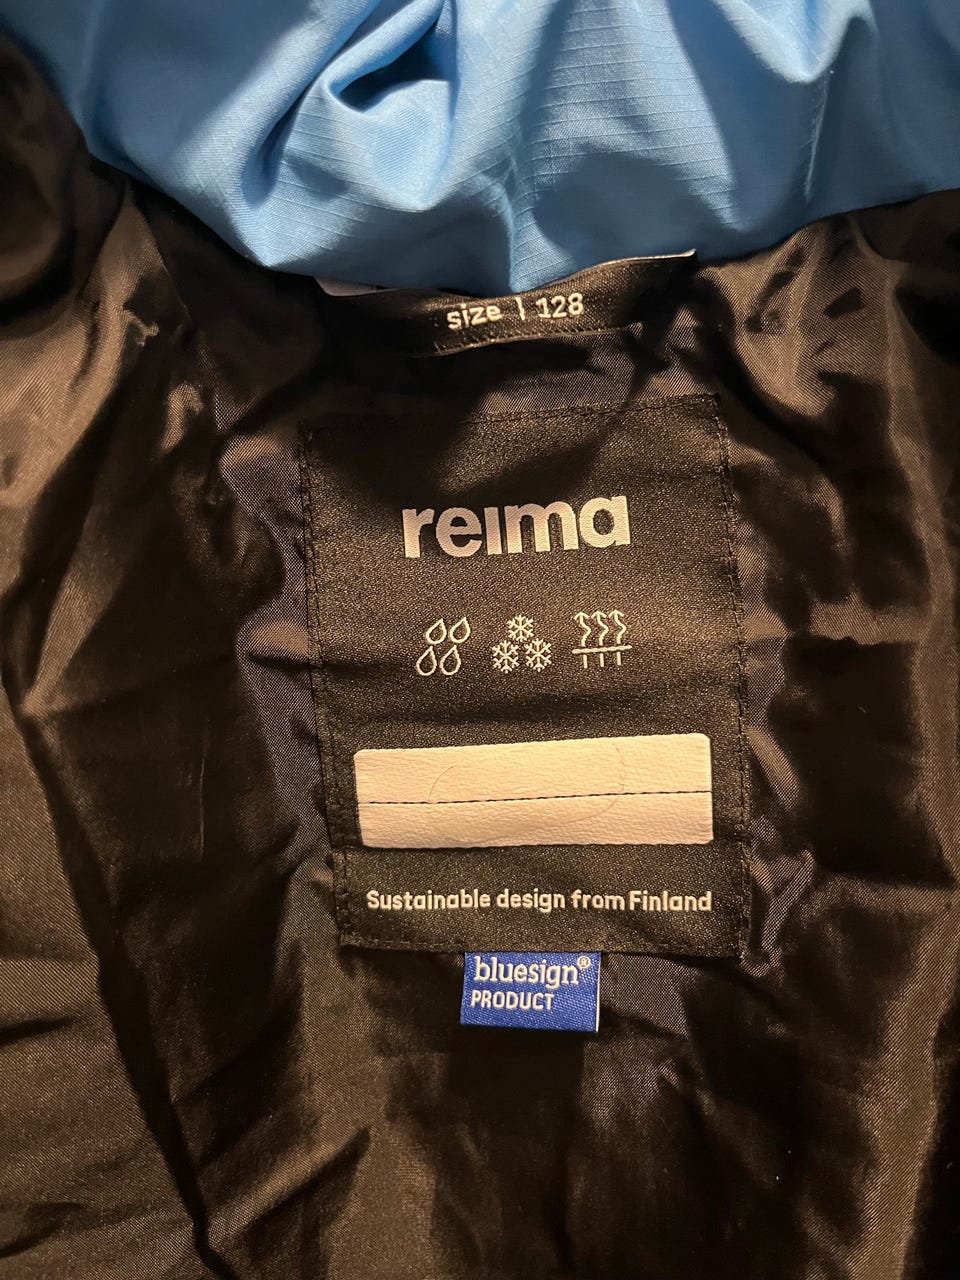 size | 128
reima
Sustainable design from Finland
bluesign®
PRODUCT